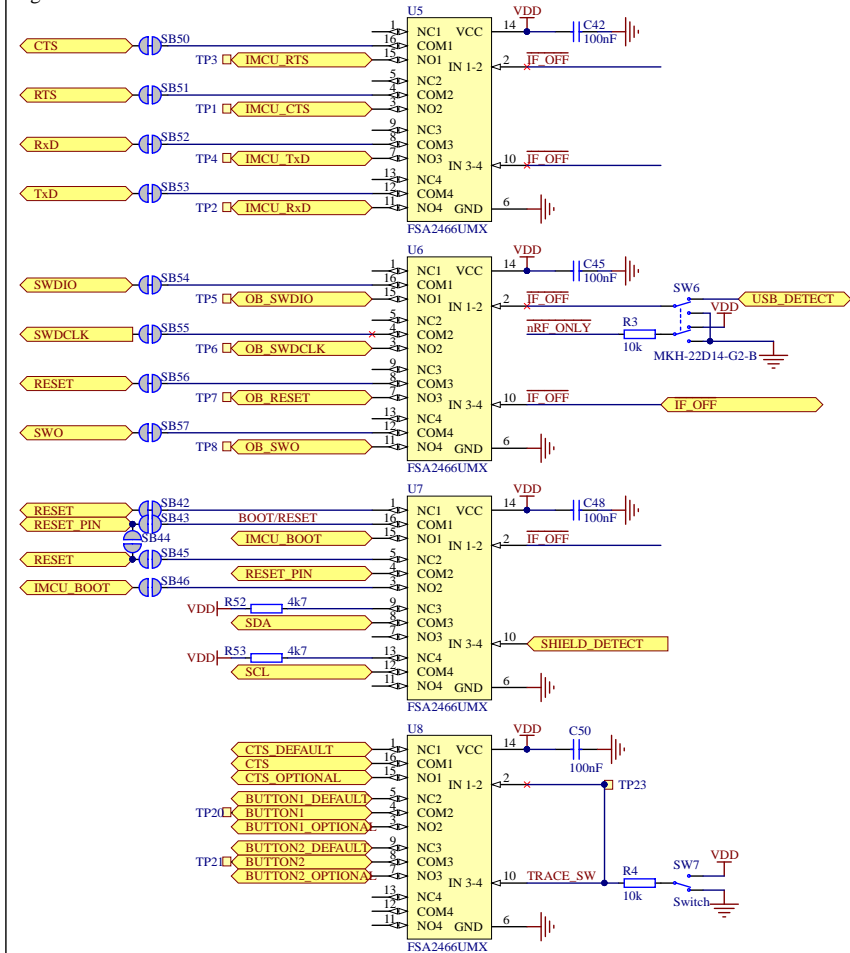 U5
CTS SB50
TP3 IMCU_RTS
RTS SB51
TP1 IMCU_CTS
RxD SB52
TP4 IMCU_TxD
TxD SB53
TP2 IMCU_RxD
1 NC1 VCC 14 VDD C42 100nF
16 COM1
15 NO1
IN 1-2 2 IF_OFF
5 NC2
4 COM2
3 NO2
9 NC3
8 COM3
7 NO3
IN 3-4 10 IF_OFF
13 NC4
12 COM4
11 NO4 GND 6
FSA2466UMX
U6
SWDIO SB54
TP5 OB_SWDIO
SWDCLK SB55
TP6 OB_SWDCLK
RESET SB56
TP7 OB_RESET
SWO SB57
TP8 OB_SWO
1 NC1 VCC 14 VDD C45 100nF
16 COM1
15 NO1
IN 1-2 2 IF_OFF
5 NC2
4 COM2
3 NO2
9 NC3
8 COM3
7 NO3
IN 3-4 10 IF_OFF
IF_OFF
13 NC4
12 COM4
11 NO4 GND 6
FSA2466UMX
SW6
USB_DETECT
VDD
nRF_ONLY R3 10k
MKH-22D14-G2-B
U7
RESET SB42
RESET_PIN SB43 BOOT/RESET
SB44
IMCU_BOOT
RESET SB45
RESET_PIN
IMCU_BOOT SB46
VDD R52 4k7
SDA
VDD R53 4k7
SCL
1 NC1 VCC 14 VDD C48 100nF
16 COM1
15 NO1
IN 1-2 2 IF_OFF
5 NC2
4 COM2
3 NO2
9 NC3
8 COM3
7 NO3
IN 3-4 10 SHIELD_DETECT
13 NC4
12 COM4
11 NO4 GND 6
FSA2466UMX
U8
CTS_DEFAULT
CTS
CTS_OPTIONAL
BUTTON1_DEFAULT
TP20 BUTTON1
BUTTON1_OPTIONAL
BUTTON2_DEFAULT
TP21 BUTTON2
BUTTON2_OPTIONAL
1 NC1 VCC 14 VDD C50 100nF
16 COM1
15 NO1
IN 1-2 2 TP23
5 NC2
4 COM2
3 NO2
9 NC3
8 COM3
7 NO3
IN 3-4 10 TRACE_SW R4 10k
SW7 VDD
Switch
13 NC4
12 COM4
11 NO4 GND 6
FSA2466UMX